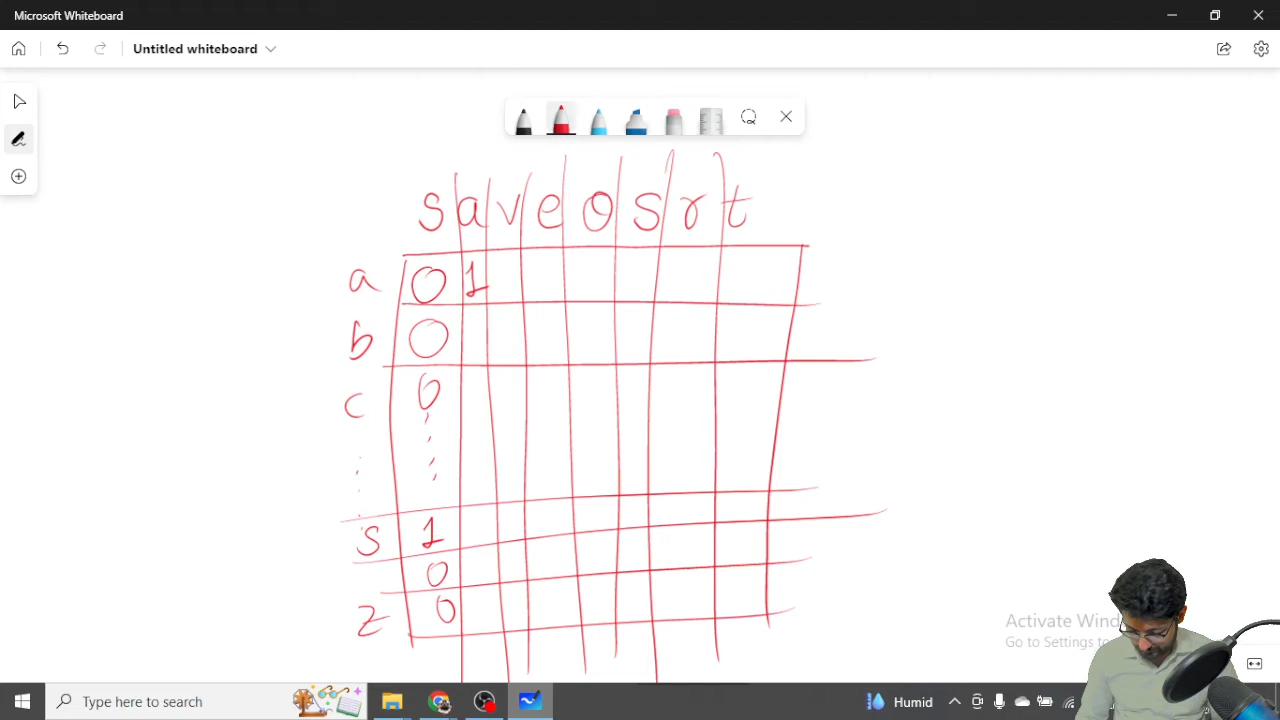 Microsoft Whiteboard
Untitled whiteboard
s a v e o s r t
a 0 1
b 0
c 0
s 1
0
z 0
Activate Wind
Go to Settings to
Type here to search
Humid